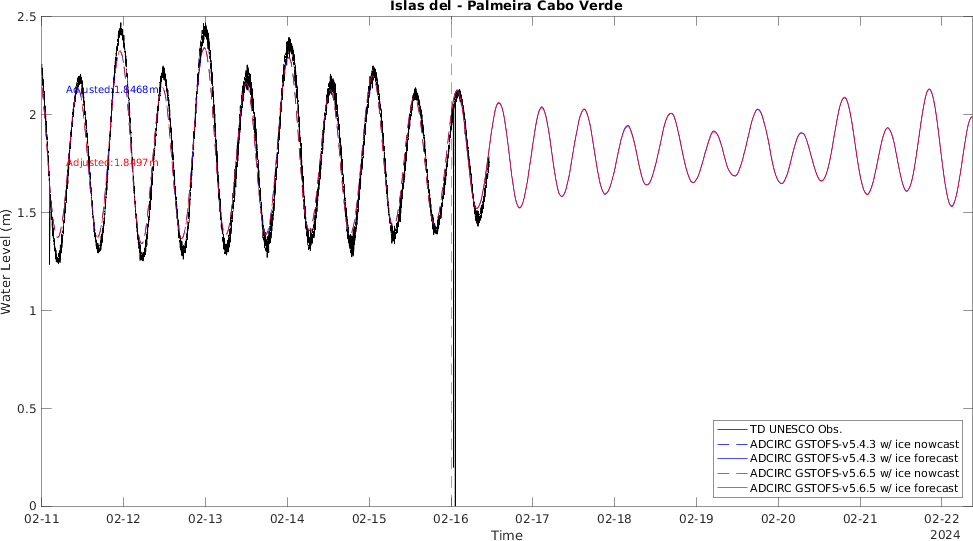 Islas del - Palmeira Cabo Verde
2.5
2
1.5
1
0.5
0
Water Level (m)
Adjusted:1.8468m
Adjusted:1.8497m
TD UNESCO Obs.
ADCIRC GSTOFS-v5.4.3 w/ ice nowcast
ADCIRC GSTOFS-v5.4.3 w/ ice forecast
ADCIRC GSTOFS-v5.6.5 w/ ice nowcast
ADCIRC GSTOFS-v5.6.5 w/ ice forecast
02-11 02-12 02-13 02-14 02-15 02-16 02-17 02-18 02-19 02-20 02-21 02-22
Time
2024